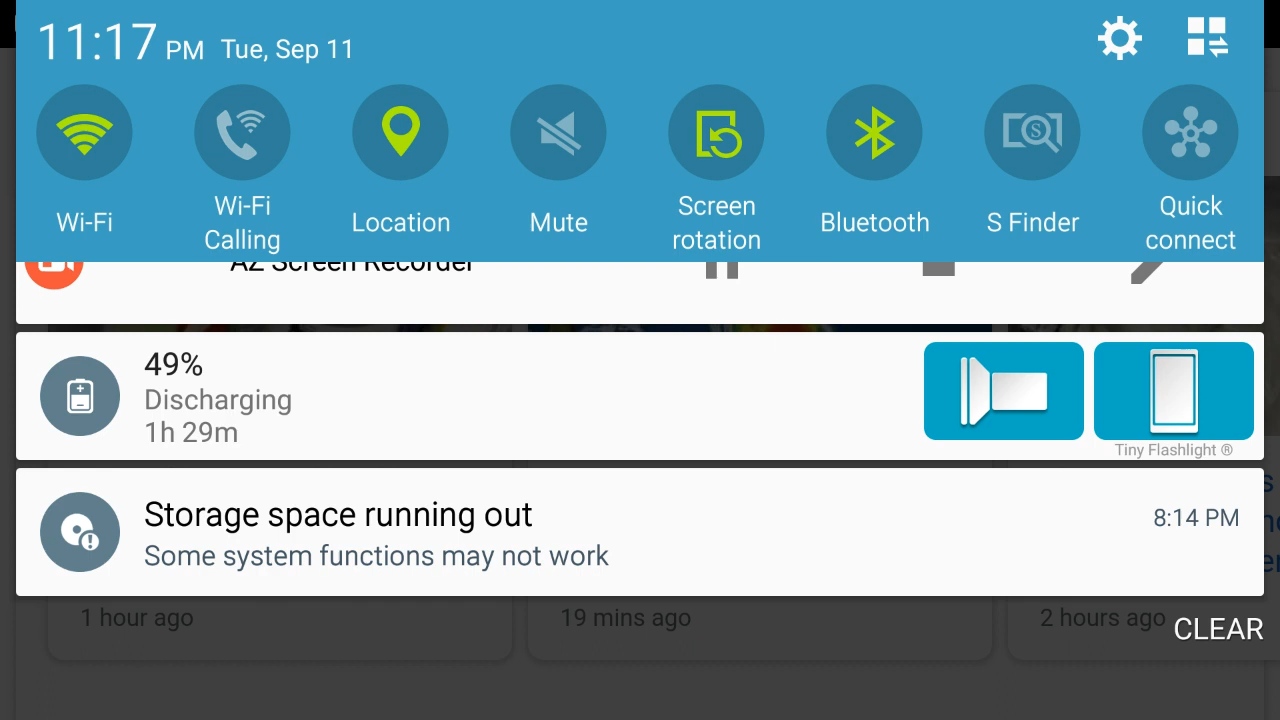 11:17 PM Tue, Sep 11
Wi-Fi
Wi-Fi
Calling
Location
Mute
Screen
rotation
Bluetooth
S Finder
Quick
connect
AZ Screen Recorder
49%
Discharging
1h 29m
Tiny Flashlight ®
Storage space running out
8:14 PM
Some system functions may not work
1 hour ago
19 mins ago
2 hours ago
CLEAR